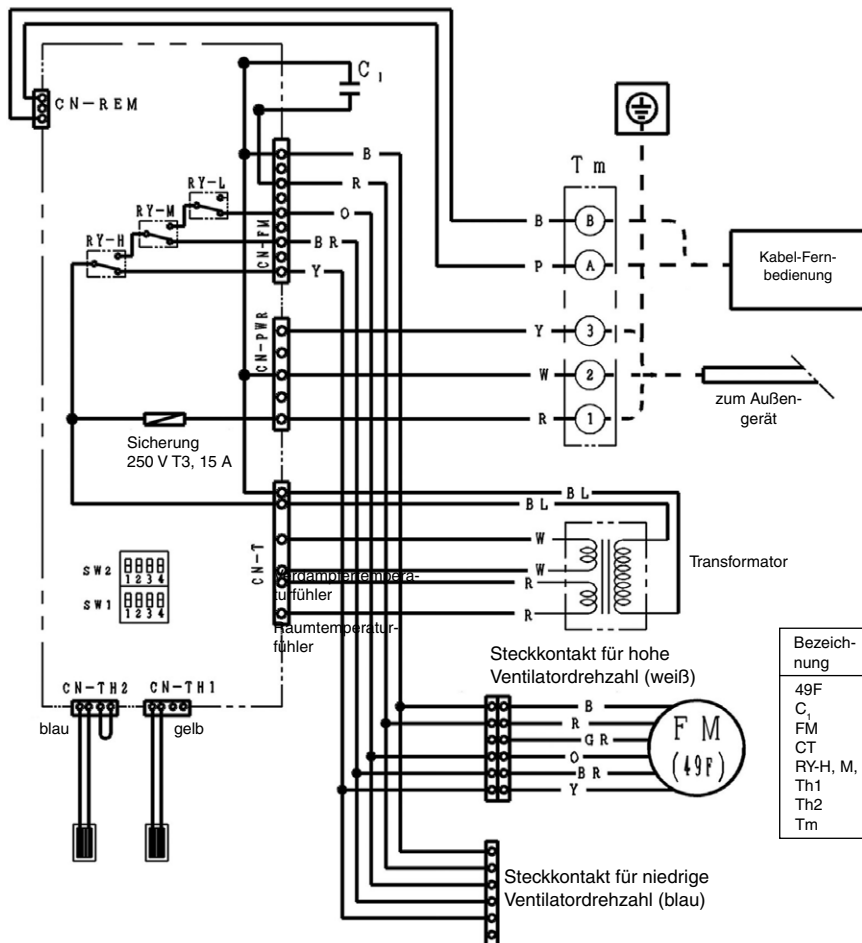 C₁
CN-REM
B
T m
RY-L
R
RY-M
O
B
B
RY-H
BR
CN-FM
Kabel-Fern-
bedienung
P
A
Y
CN-PWR
Y
3
W
2
zum Außen-
gerät
R
1
Sicherung
250 V T3, 15 A
BL
BL
W
Transformator
CN-T
SW2
1234
W
Verdampfertempera-
turfühler
R
SW1
1234
Raumtemperatur-
fühler
R
Steckkontakt für hohe
Ventilatordrehzahl (weiß)
Bezeich-
nung
CN-TH2
CN-TH1
blau
gelb
B
R
GR
O
BR
Y
F M
(49F)
49F
C₁
FM
CT
RY-H, M,
Th1
Th2
Tm
Steckkontakt für niedrige
Ventilatordrehzahl (blau)